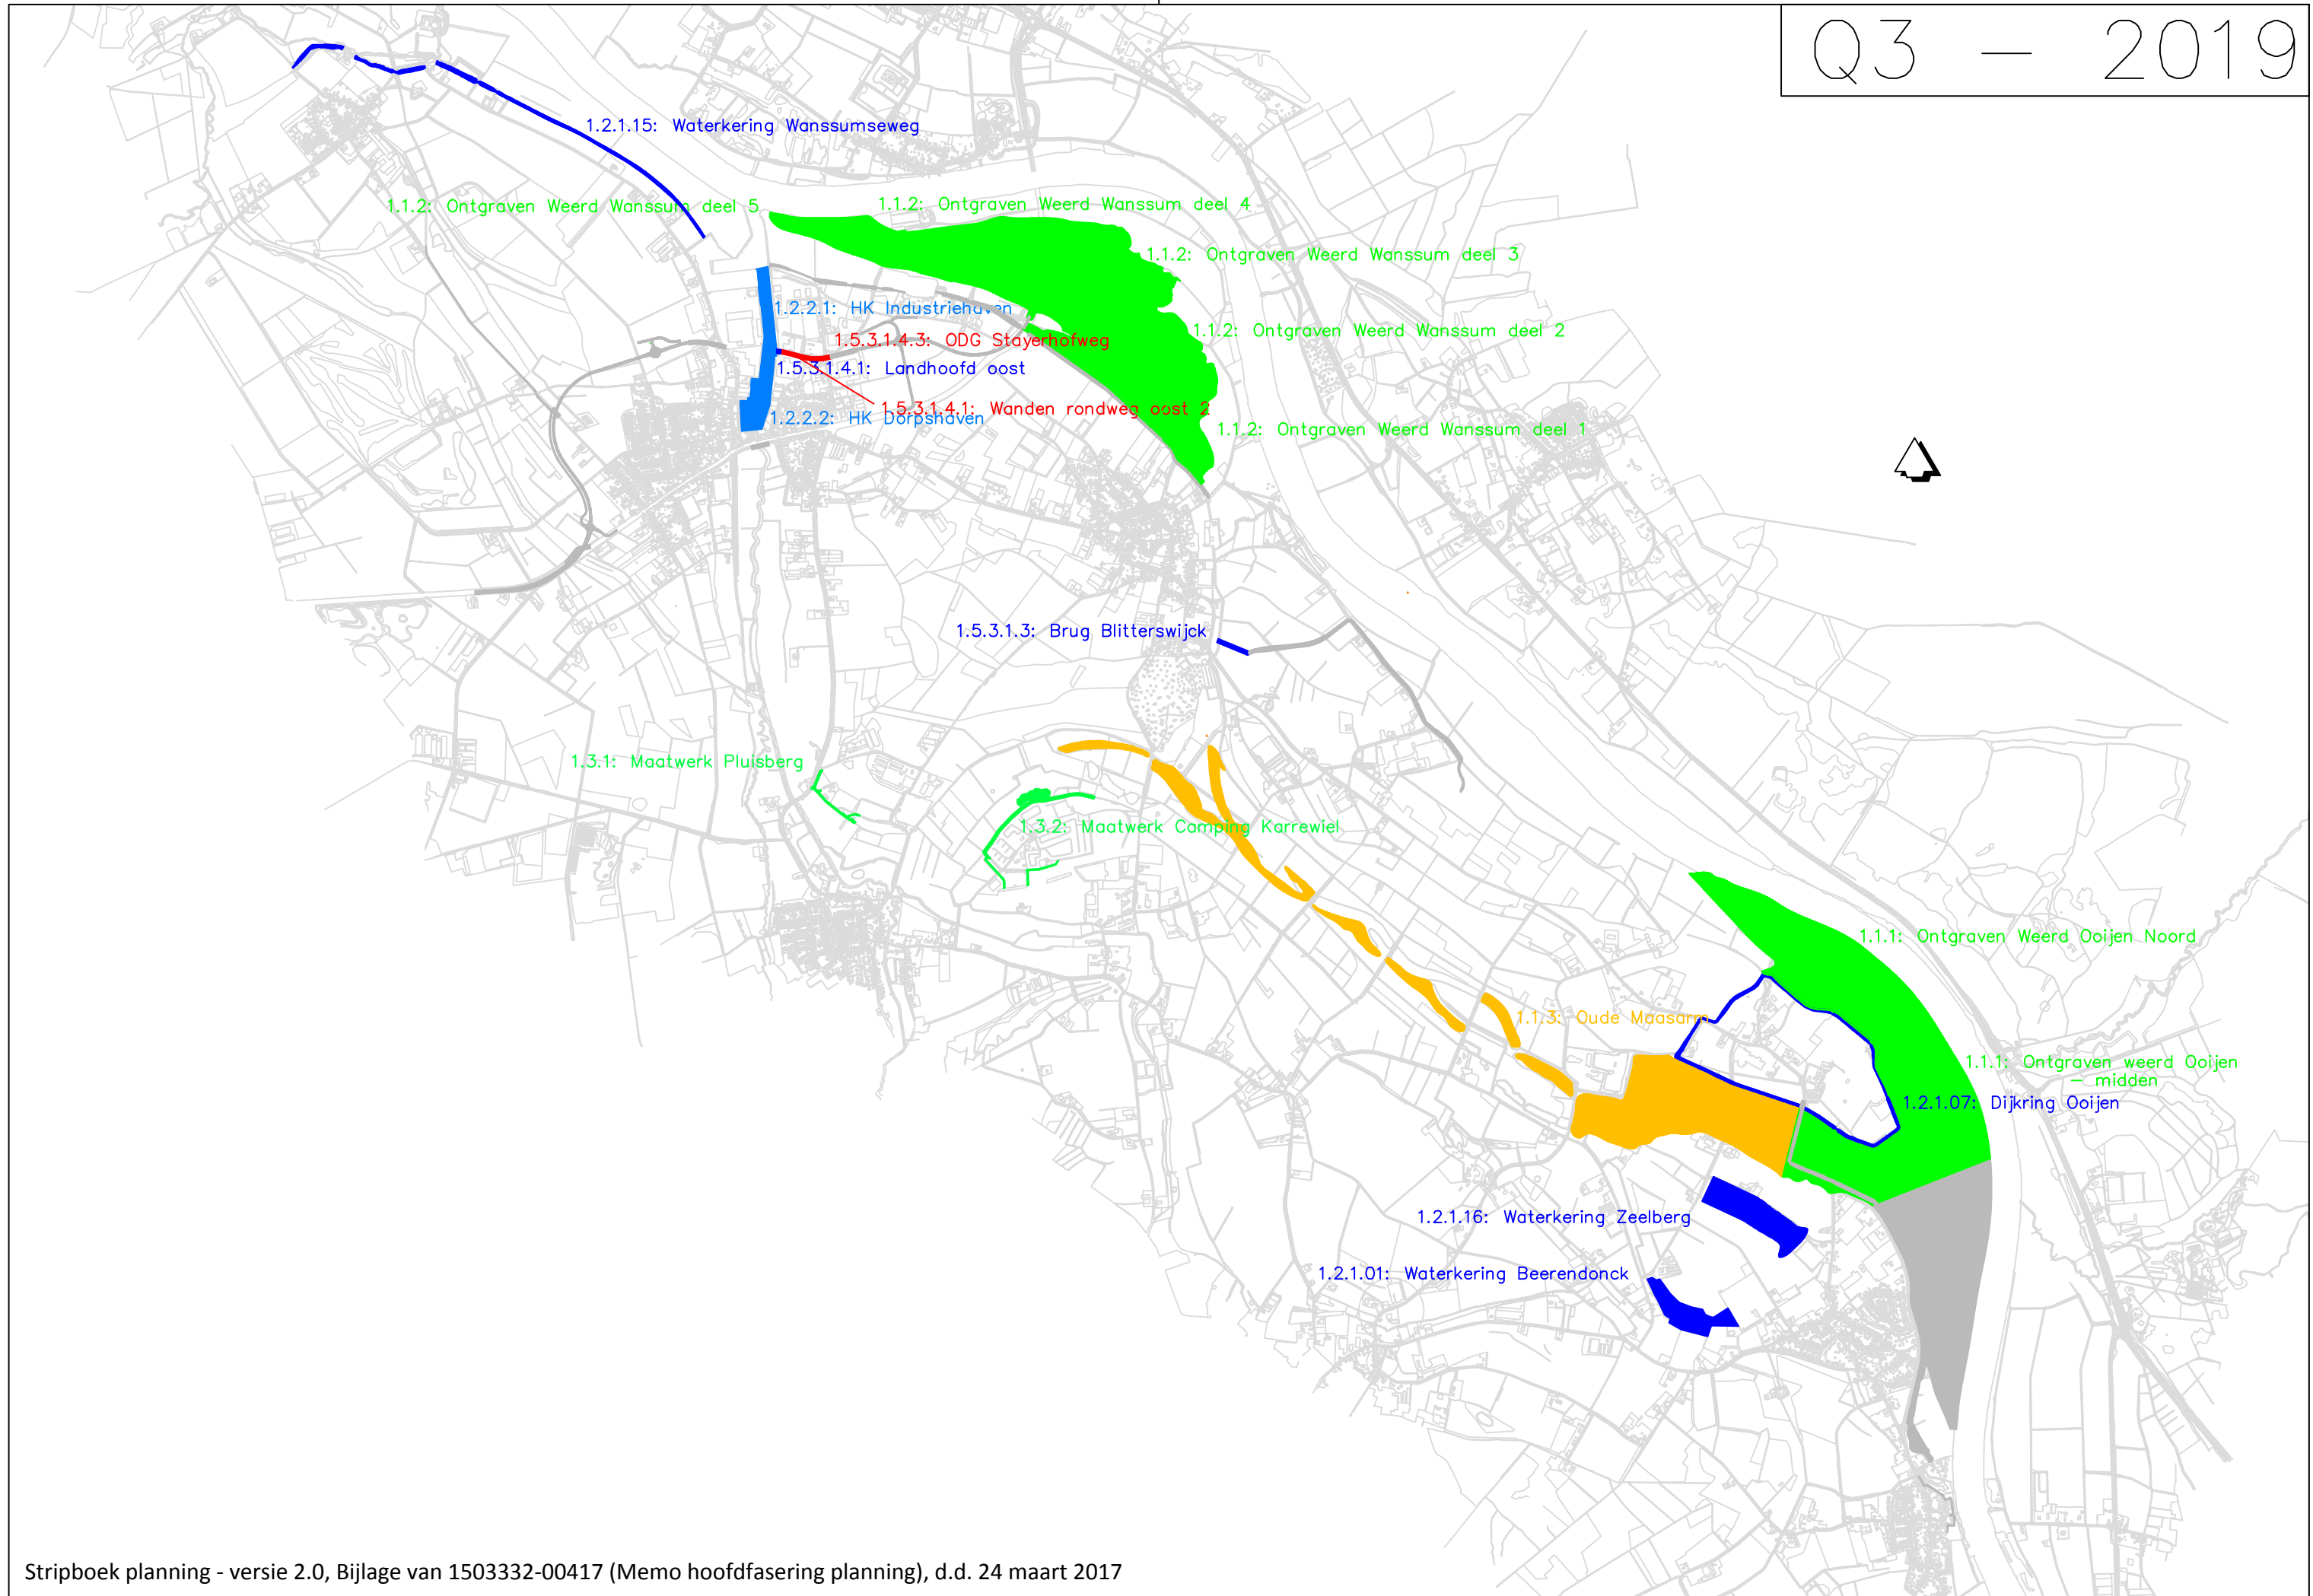 Q3 – 2019
1.2.1.15: Waterkering Wanssumseweg
1.1.2: Ontgraven Weerd Wanssum deel 5
1.1.2: Ontgraven Weerd Wanssum deel 4
1.1.2: Ontgraven Weerd Wanssum deel 3
1.2.2.1: HK Industriehaven
1.1.2: Ontgraven Weerd Wanssum deel 2
1.5.3.1.4.3: ODG Stayerhofweg
1.5.3.1.4.1: Landhoofd oost
1.5.3.1.4.1: Wanden rondweg oost 2
1.2.2.2: HK Dorpshaven
1.1.2: Ontgraven Weerd Wanssum deel 1
1.5.3.1.3: Brug Blitterswijck
1.3.1: Maatwerk Pluisberg
1.3.2: Maatwerk Camping Karrewiel
1.1.1: Ontgraven Weerd Ooijen Noord
1.1.3: Oude Maasarm
1.1.1: Ontgraven weerd Ooijen
– midden
1.2.1.07: Dijkring Ooijen
1.2.1.16: Waterkering Zeelberg
1.2.1.01: Waterkering Beerendonck
Stripboek planning - versie 2.0, Bijlage van 1503332-00417 (Memo hoofdfasering planning), d.d. 24 maart 2017